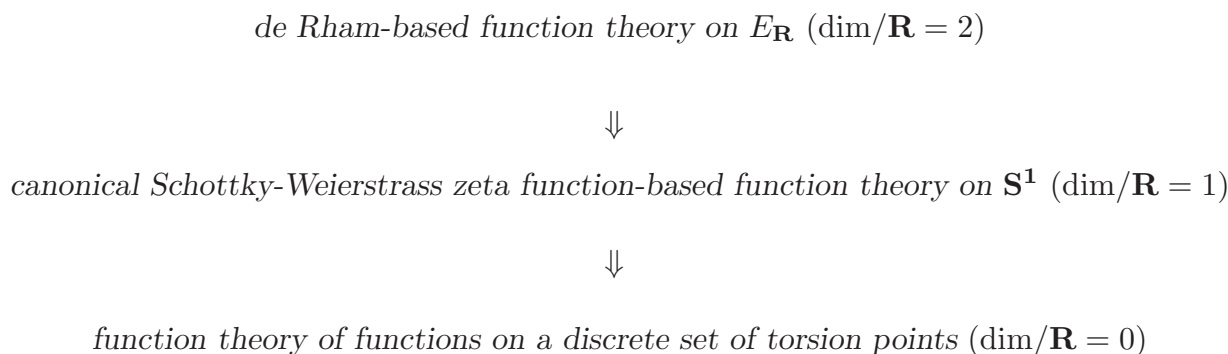 de Rham-based function theory on E_R (dim/R = 2)
⇓
canonical Schottky-Weierstrass zeta function-based function theory on S¹ (dim/R = 1)
⇓
function theory of functions on a discrete set of torsion points (dim/R = 0)